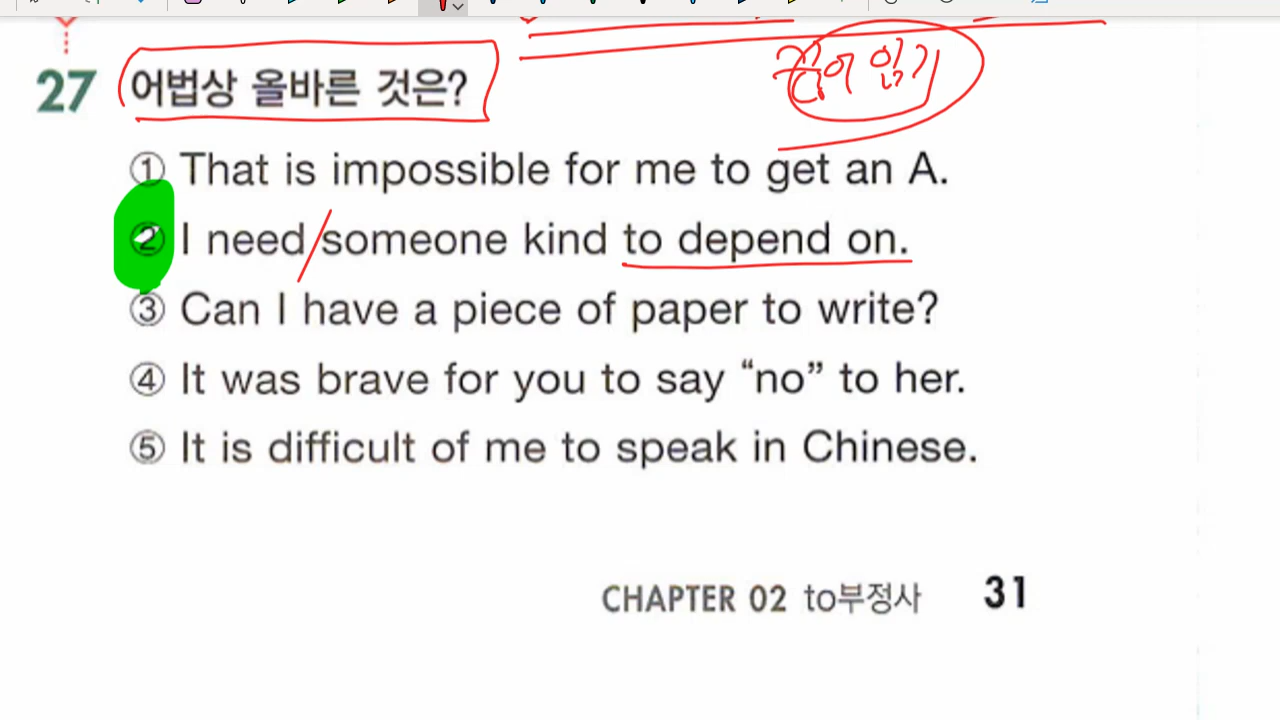 끊어 읽기
27 어법상 올바른 것은?
① That is impossible for me to get an A.
② I need/someone kind to depend on.
③ Can I have a piece of paper to write?
④ It was brave for you to say “no” to her.
⑤ It is difficult of me to speak in Chinese.
CHAPTER 02 to부정사 31